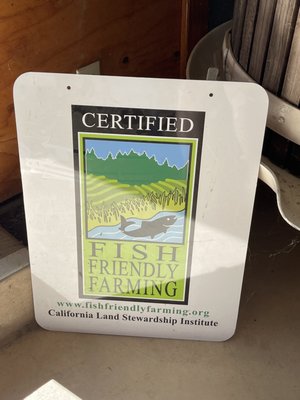 CERTIFIED
FISH
FRIENDLY
FARMING
www.fishfriendlyfarming.org
California Land Stewardship Institute